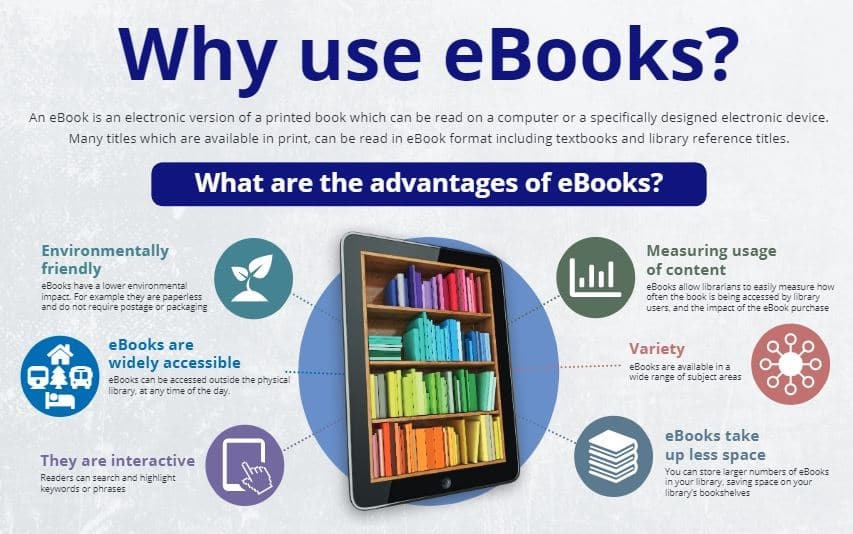 Why use eBooks?
An eBook is an electronic version of a printed book which can be read on a computer or a specifically designed electronic device.
Many titles which are available in print, can be read in eBook format including textbooks and library reference titles.
What are the advantages of eBooks?
Environmentally
friendly
eBooks have a lower environmental
impact. For example they are paperless
and do not require postage or packaging
eBooks are
widely accessible
eBooks can be accessed outside the physical
library, at any time of the day.
They are interactive
Readers can search and highlight
keywords or phrases
Measuring usage
of content
eBooks allow librarians to easily measure how
often the book is being accessed by library
users, and the impact of the eBook purchase
Variety
eBooks are available in a
wide range of subject areas
eBooks take
up less space
You can store larger numbers of eBooks
in your library, saving space on your
library's bookshelves